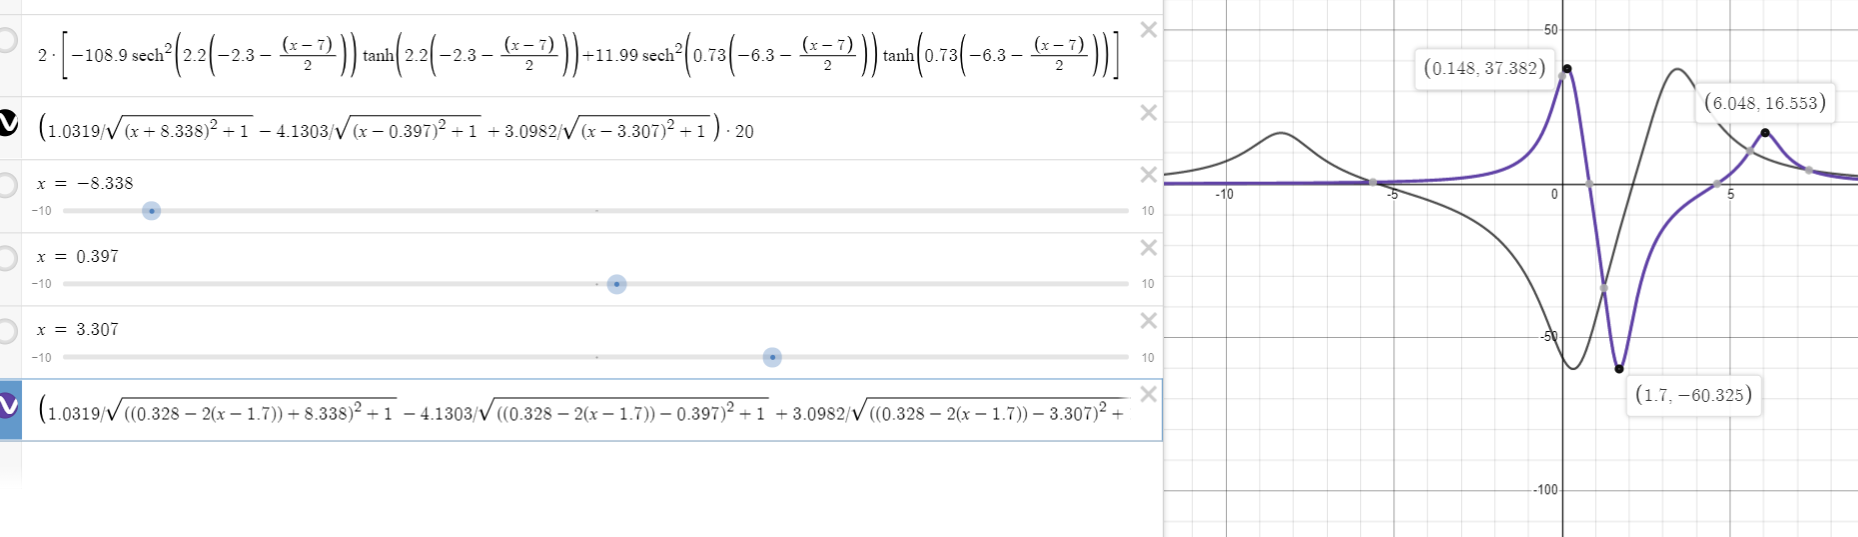 2 · [−108.9 sech²(2.2(−2.3 − (x − 7)/2)) tanh(2.2(−2.3 − (x − 7)/2)) + 11.99 sech²(0.73(−6.3 − (x − 7)/2)) tanh(0.73(−6.3 − (x − 7)/2))]
(1.0319/√((x + 8.338)² + 1) − 4.1303/√((x − 0.397)² + 1) + 3.0982/√((x − 3.307)² + 1)) · 20
x = −8.338
−10 10
x = 0.397
−10 10
x = 3.307
−10 10
(1.0319/√(((0.328 − 2(x − 1.7)) + 8.338)² + 1) − 4.1303/√(((0.328 − 2(x − 1.7)) − 0.397)² + 1) + 3.0982/√(((0.328 − 2(x − 1.7)) − 3.307)² +
50
(0.148, 37.382)
(6.048, 16.553)
-10 -5 0 5
-50
(1.7, −60.325)
-100